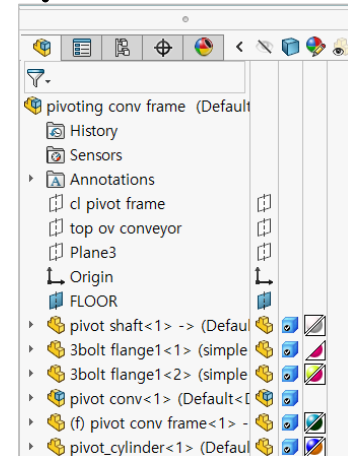 pivoting conv frame (Default
History
Sensors
Annotations
cl pivot frame
top ov conveyor
Plane3
Origin
FLOOR
pivot shaft<1> -> (Defaul
3bolt flange1<1> (simple
3bolt flange1<2> (simple
pivot conv<1> (Default<D
(f) pivot conv frame<1> -
pivot_cylinder<1> (Defaul